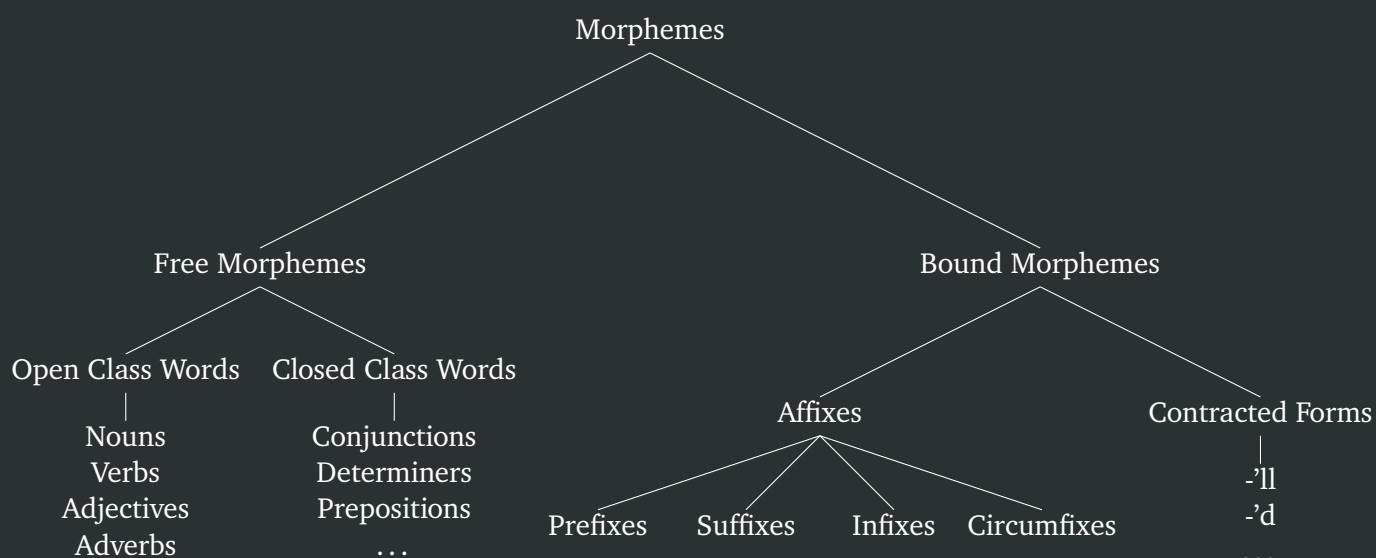 Morphemes
Free Morphemes
Bound Morphemes
Open Class Words
Closed Class Words
Nouns
Verbs
Adjectives
Adverbs
Conjunctions
Determiners
Prepositions
...
Affixes
Contracted Forms
Prefixes
Suffixes
Infixes
Circumfixes
-’ll
-’d